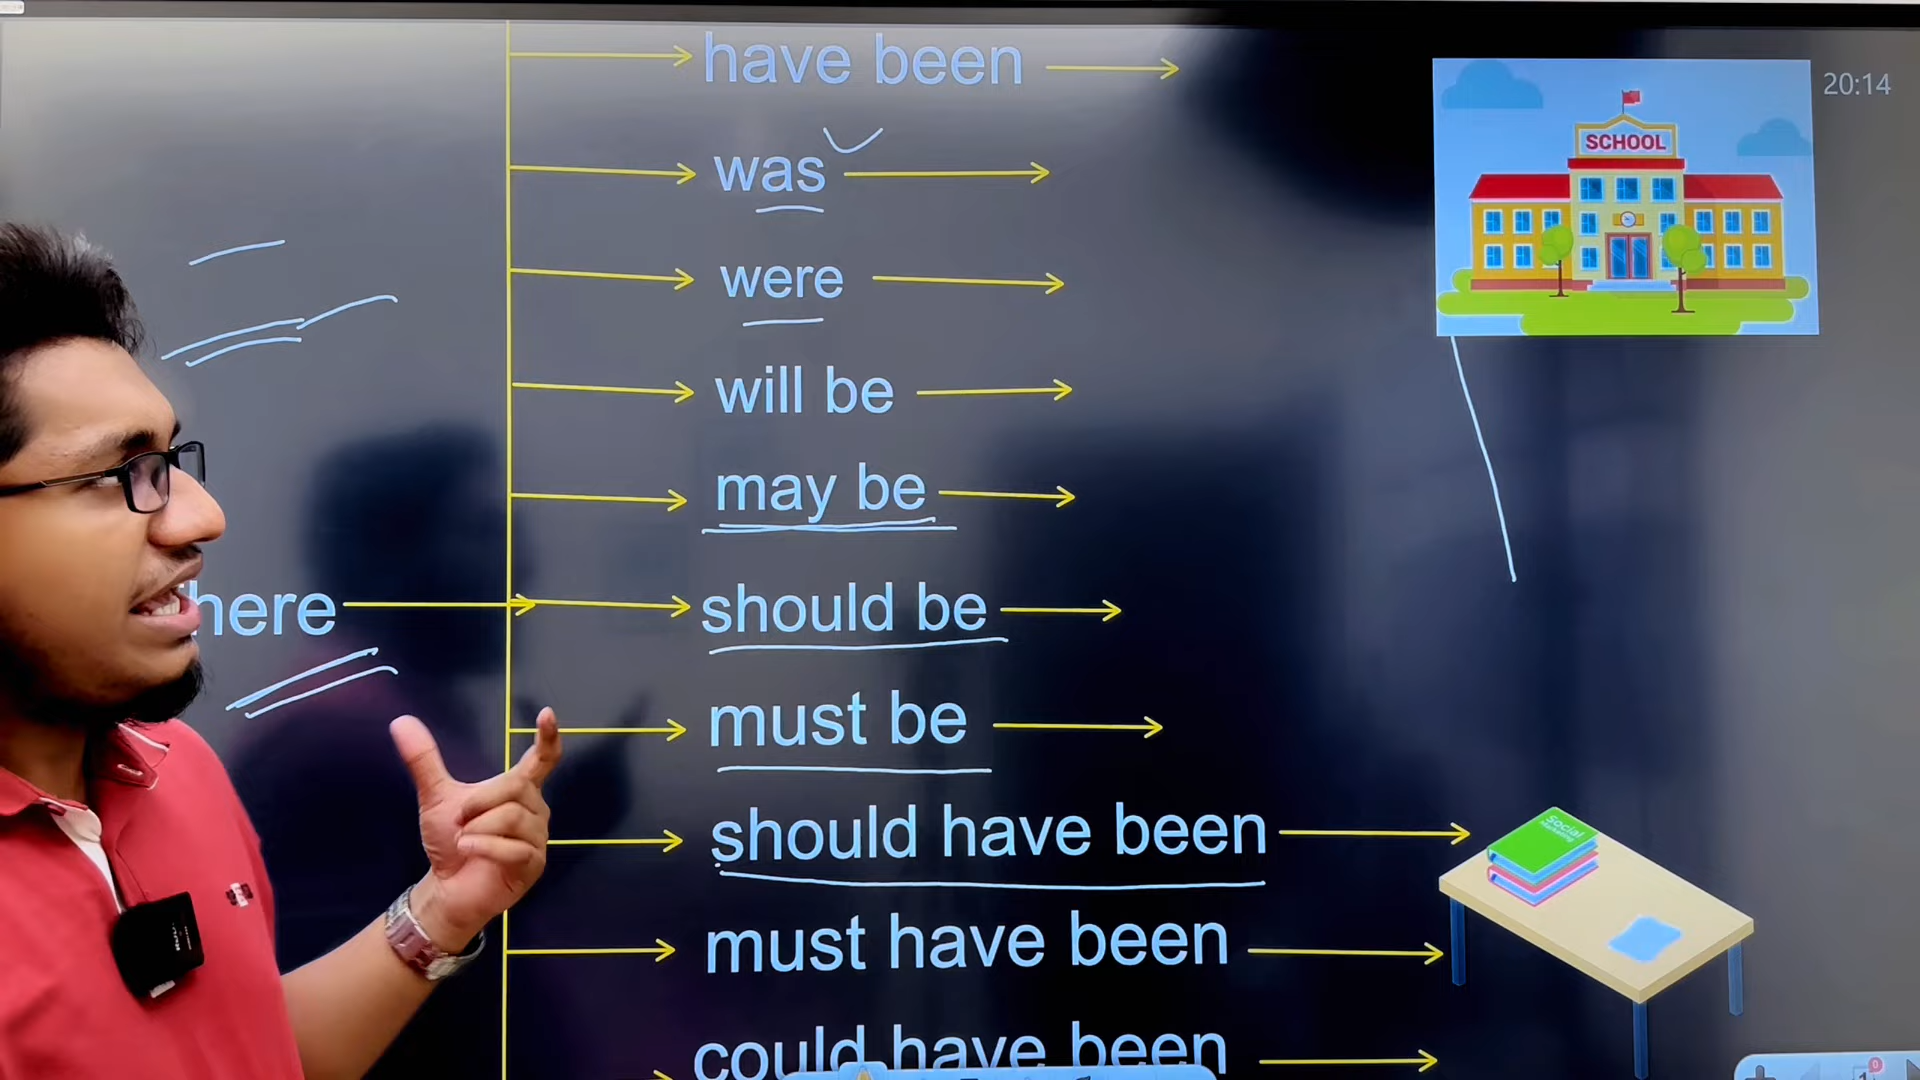 have been
20:14
SCHOOL
was
were
will be
may be
here
should be
must be
should have been
Social
must have been
could have been